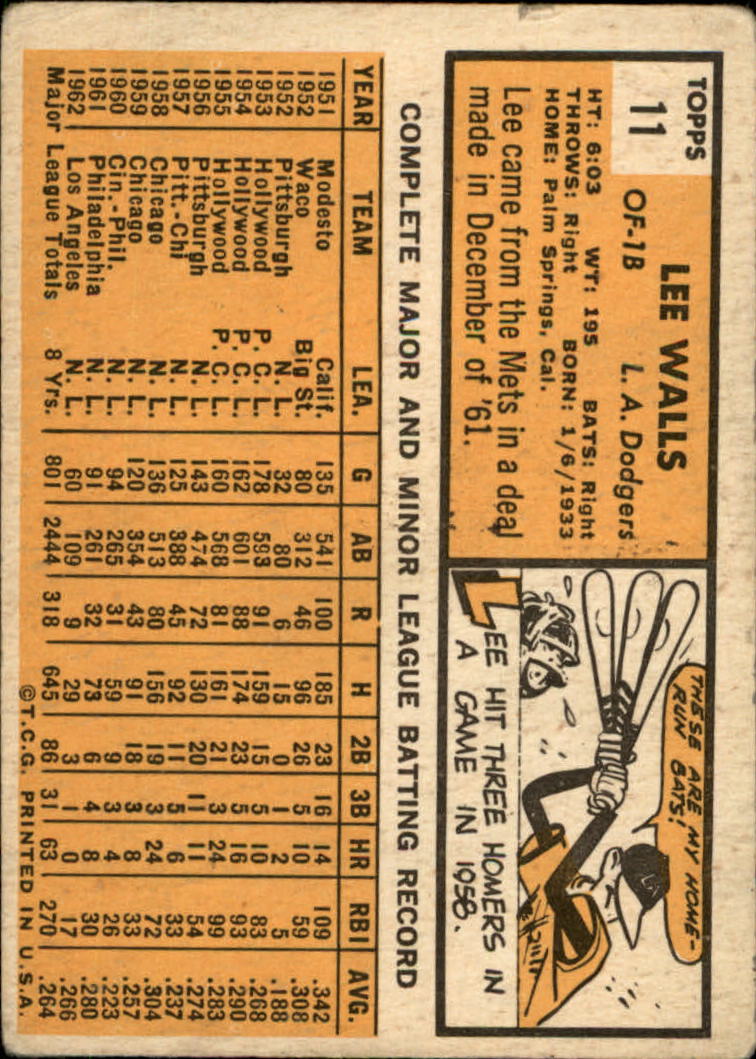 TOPPS
11
LEE WALLS
OF-1B L. A. Dodgers
HT: 6:03 WT: 195 BATS: Right
THROWS: Right BORN: 1/6/1933
HOME: Palm Springs, Cal.
Lee came from the Mets in a deal
made in December of '61.
THESE ARE MY HOME-
RUN BATS!
LA
LEE HIT THREE HOMERS IN
A GAME IN 1958.
COMPLETE MAJOR AND MINOR LEAGUE BATTING RECORD
YEAR TEAM LEA. G AB R H 2B 3B HR RBI AVG.
1951 Modesto Calif. 135 541 100 185 23 16 14 109 .342
1952 Waco Big St. 80 312 46 96 26 5 10 59 .308
1952 Pittsburgh N. L. 32 80 6 15 0 1 2 5 .188
1953 Hollywood P. C. L. 178 593 91 159 15 5 10 83 .268
1954 Hollywood P. C. L. 162 601 88 174 23 5 16 93 .290
1955 Hollywood P. C. L. 160 568 81 161 21 3 24 99 .283
1956 Pittsburgh N. L. 143 474 72 130 20 11 11 54 .274
1957 Pitt.-Chi N. L. 125 388 45 92 11 5 6 33 .237
1958 Chicago N. L. 136 513 80 156 19 3 24 72 .304
1959 Chicago N. L. 120 354 43 91 18 3 8 33 .257
1960 Cin.-Phil. N. L. 94 265 31 59 9 3 4 26 .223
1961 Philadelphia N. L. 91 261 32 73 6 4 8 30 .280
1962 Los Angeles N. L. 60 109 9 29 3 1 0 17 .266
Major League Totals 8 Yrs. 801 2444 318 645 86 31 63 270 .264
©T.C.G. PRINTED IN U.S.A.